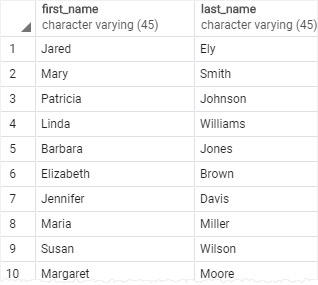 first_name last_name
character varying (45) character varying (45)
1 Jared Ely
2 Mary Smith
3 Patricia Johnson
4 Linda Williams
5 Barbara Jones
6 Elizabeth Brown
7 Jennifer Davis
8 Maria Miller
9 Susan Wilson
10 Margaret Moore